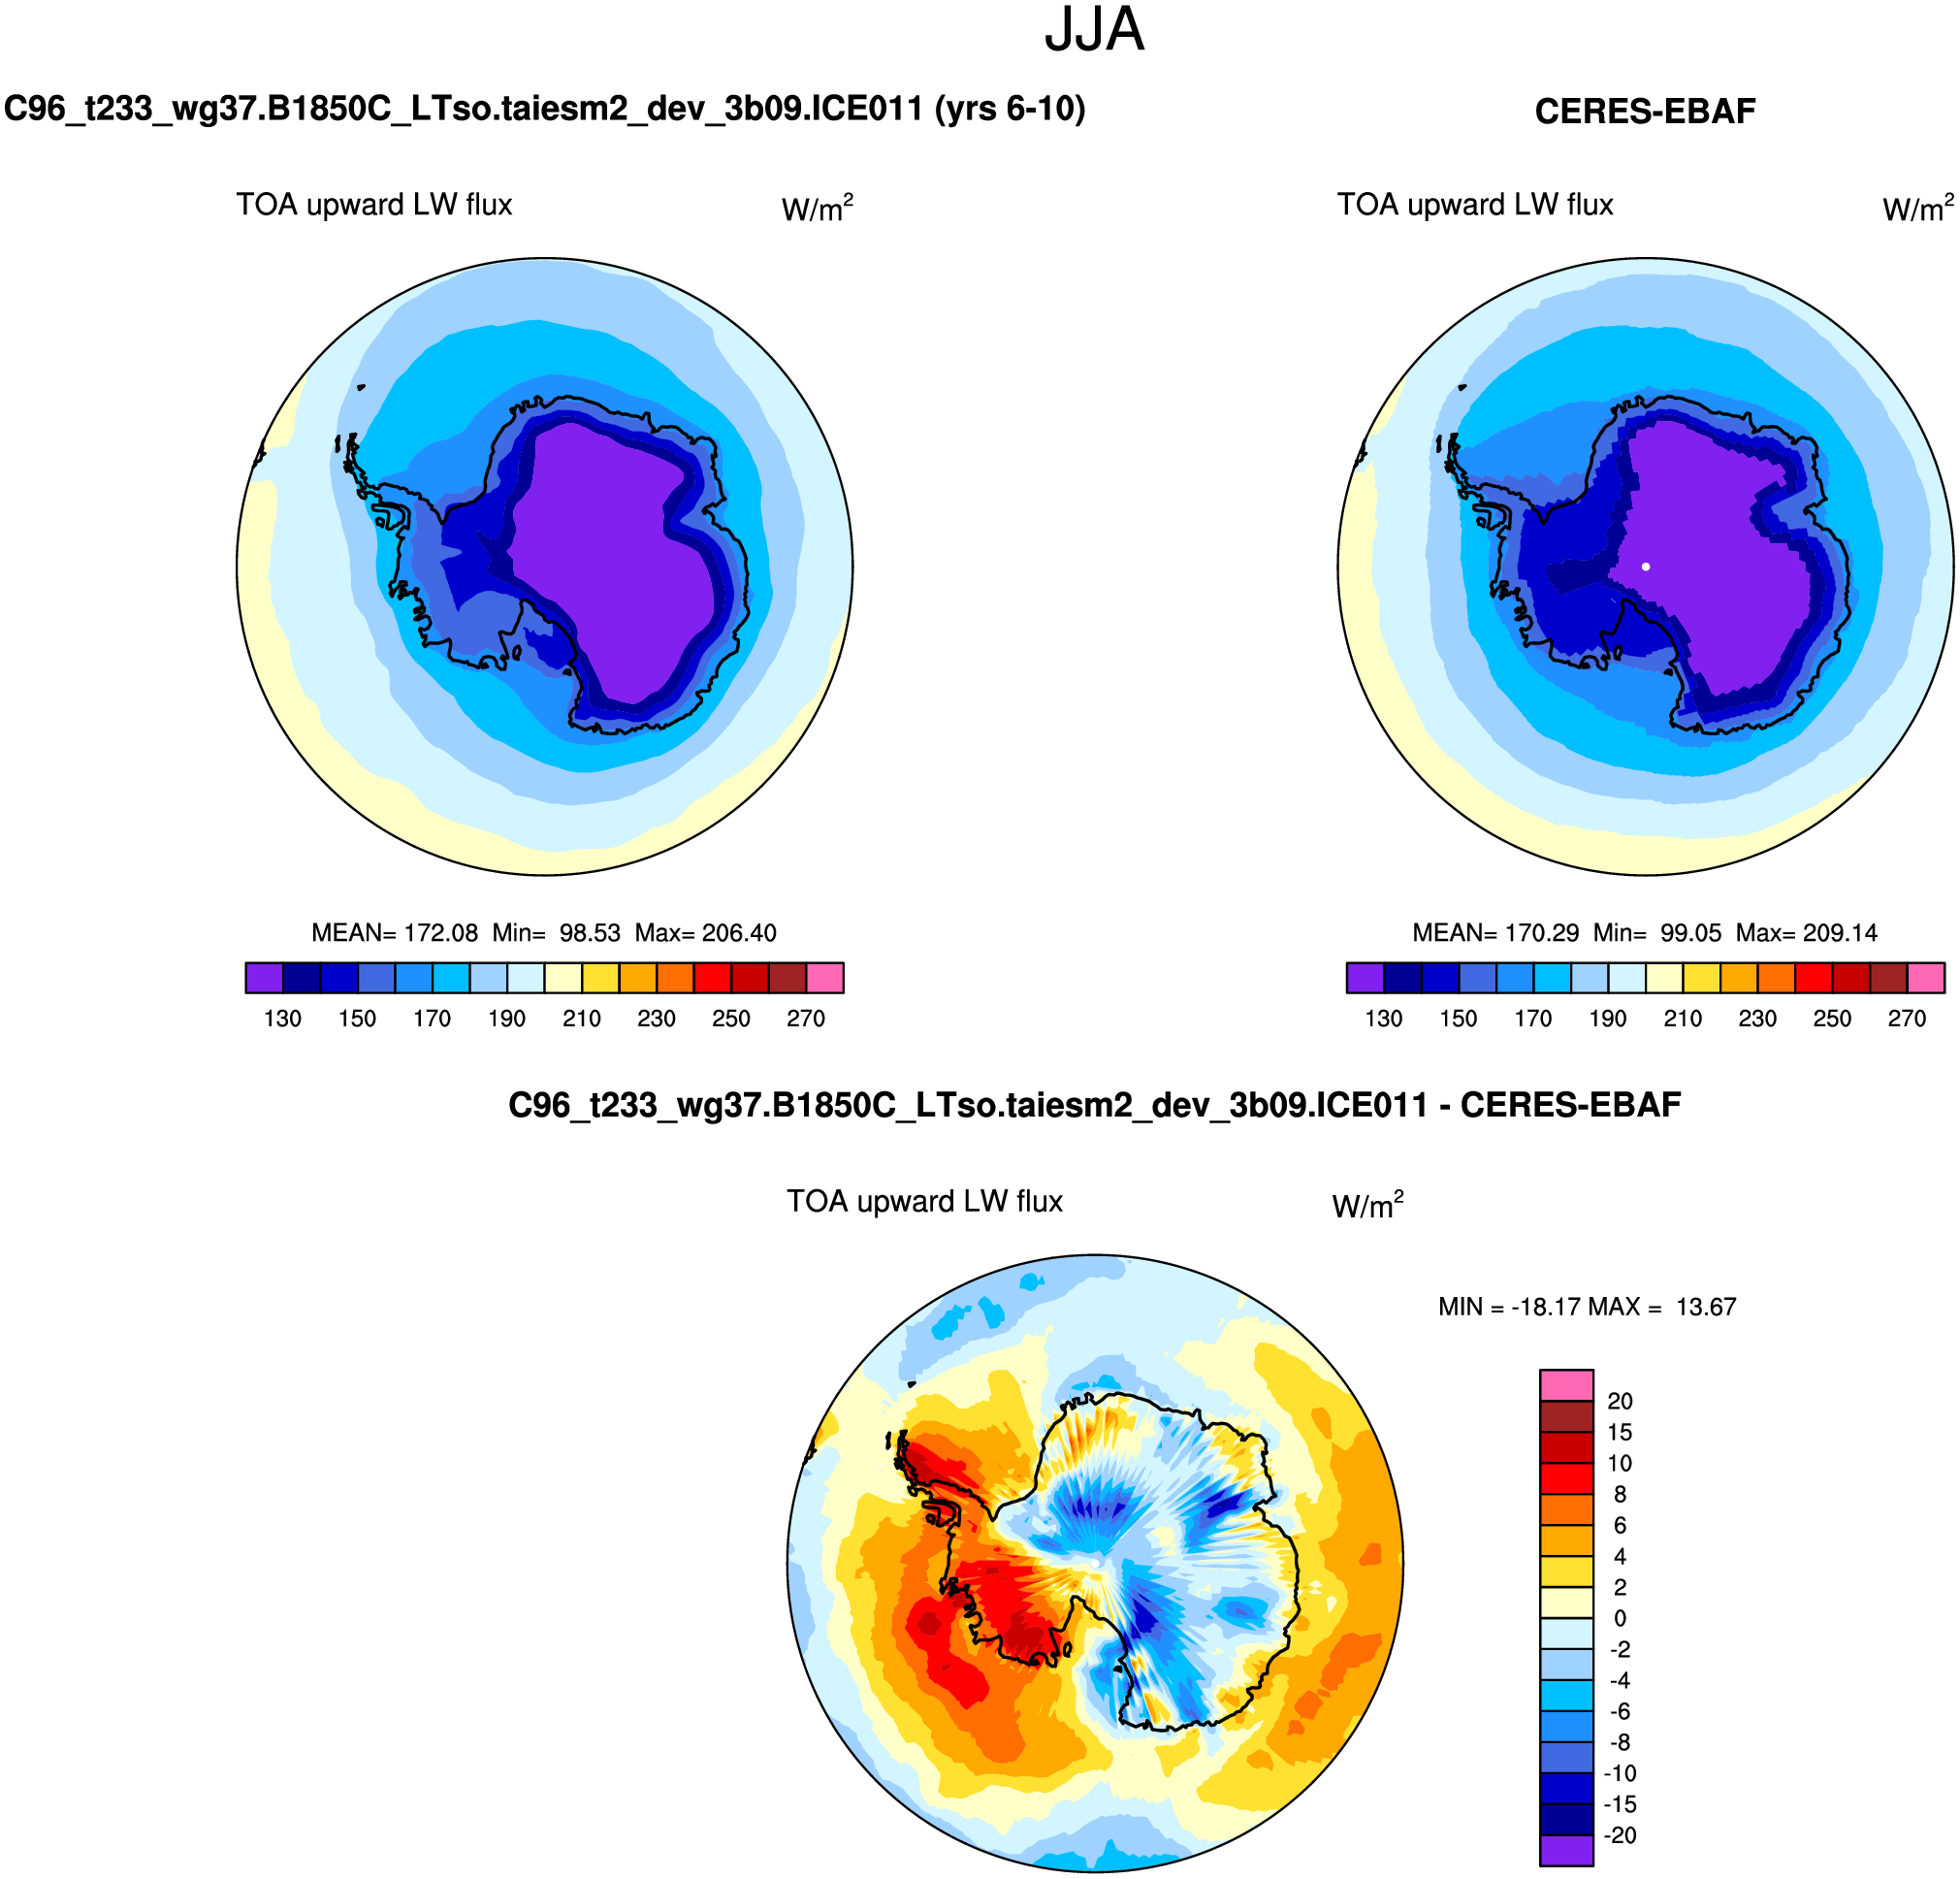 JJA
C96_t233_wg37.B1850C_LTso.taiesm2_dev_3b09.ICE011 (yrs 6-10)
CERES-EBAF
TOA upward LW flux W/m²
TOA upward LW flux W/m²
MEAN= 172.08 Min= 98.53 Max= 206.40
MEAN= 170.29 Min= 99.05 Max= 209.14
130 150 170 190 210 230 250 270
130 150 170 190 210 230 250 270
C96_t233_wg37.B1850C_LTso.taiesm2_dev_3b09.ICE011 - CERES-EBAF
TOA upward LW flux W/m²
MIN = -18.17 MAX = 13.67
20
15
10
8
6
4
2
0
-2
-4
-6
-8
-10
-15
-20